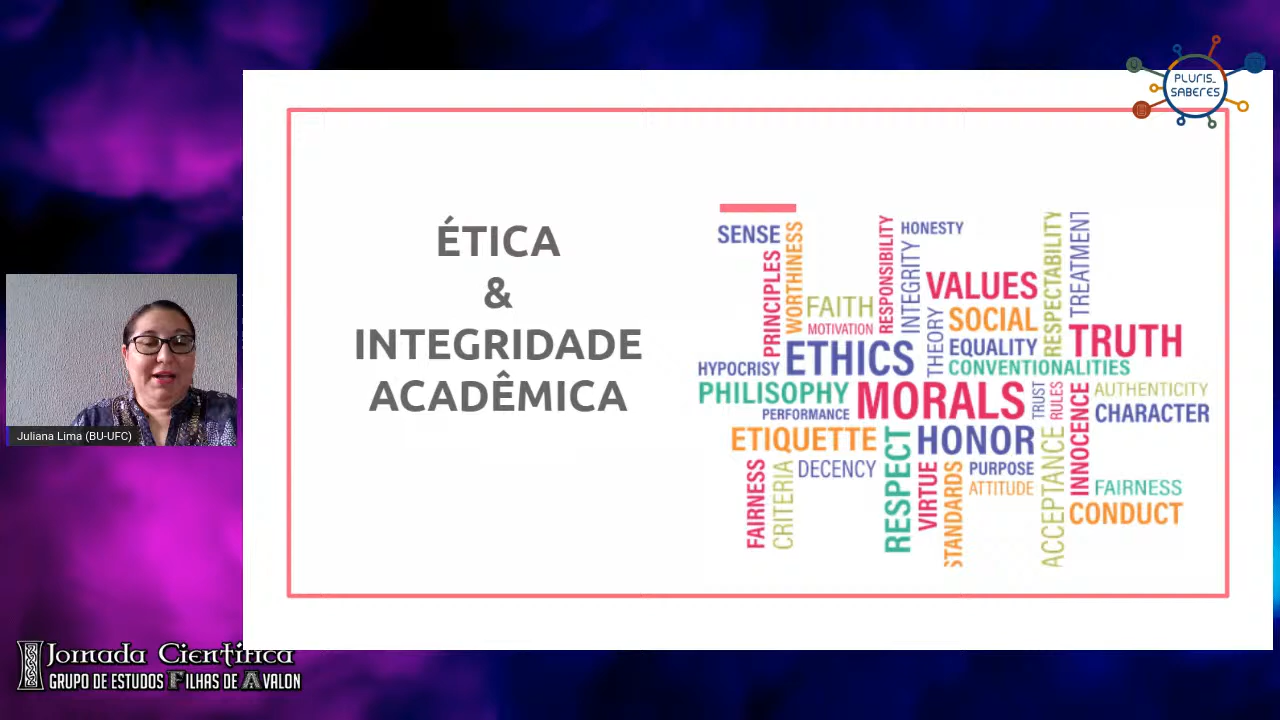 PLURIS_
SABERES
ÉTICA
&
INTEGRIDADE
ACADÊMICA
SENSE
PRINCIPLES
WORTHINESS
FAITH
MOTIVATION
RESPONSIBILITY
HONESTY
INTEGRITY
VALUES
THEORY
SOCIAL
EQUALITY
RESPECTABILITY
TREATMENT
TRUTH
HYPOCRISY
ETHICS
CONVENTIONALITIES
PHILISOPHY
PERFORMANCE
MORALS
TRUST
RULES
INNOCENCE
AUTHENTICITY
CHARACTER
ETIQUETTE
RESPECT
HONOR
FAIRNESS
CRITERIA
DECENCY
VIRTUE
STANDARDS
PURPOSE
ATTITUDE
ACCEPTANCE
FAIRNESS
CONDUCT
Juliana Lima (BU-UFC)
Jornada Científica
GRUPO DE ESTUDOS FILHAS DE AVALON